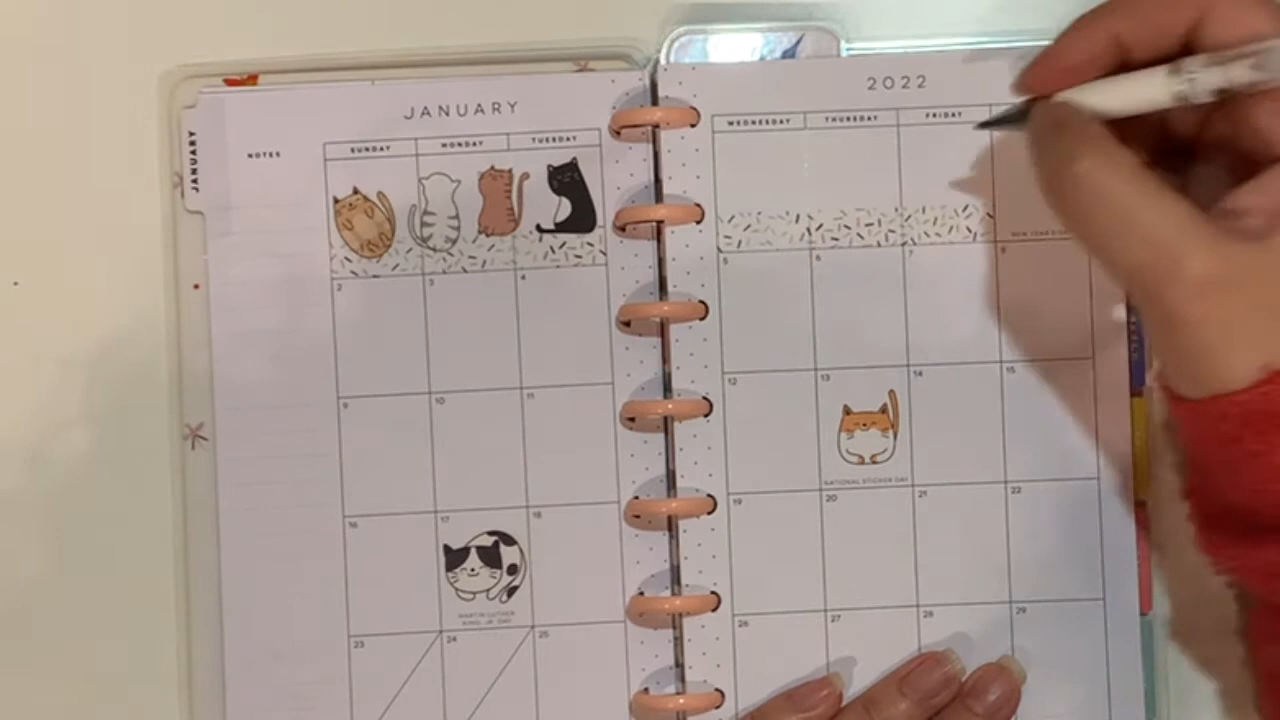 JANUARY
2022
JANUARY
NOTES
SUNDAY MONDAY TUESDAY
WEDNESDAY THURSDAY FRIDAY
2 3 4
5 6 7 8
9 10 11
12 13 14 15
NATIONAL STICKER DAY
16 17 18
19 20 21 22
MARTIN LUTHER
KING, JR. DAY
23 24 25
26 27 28 29